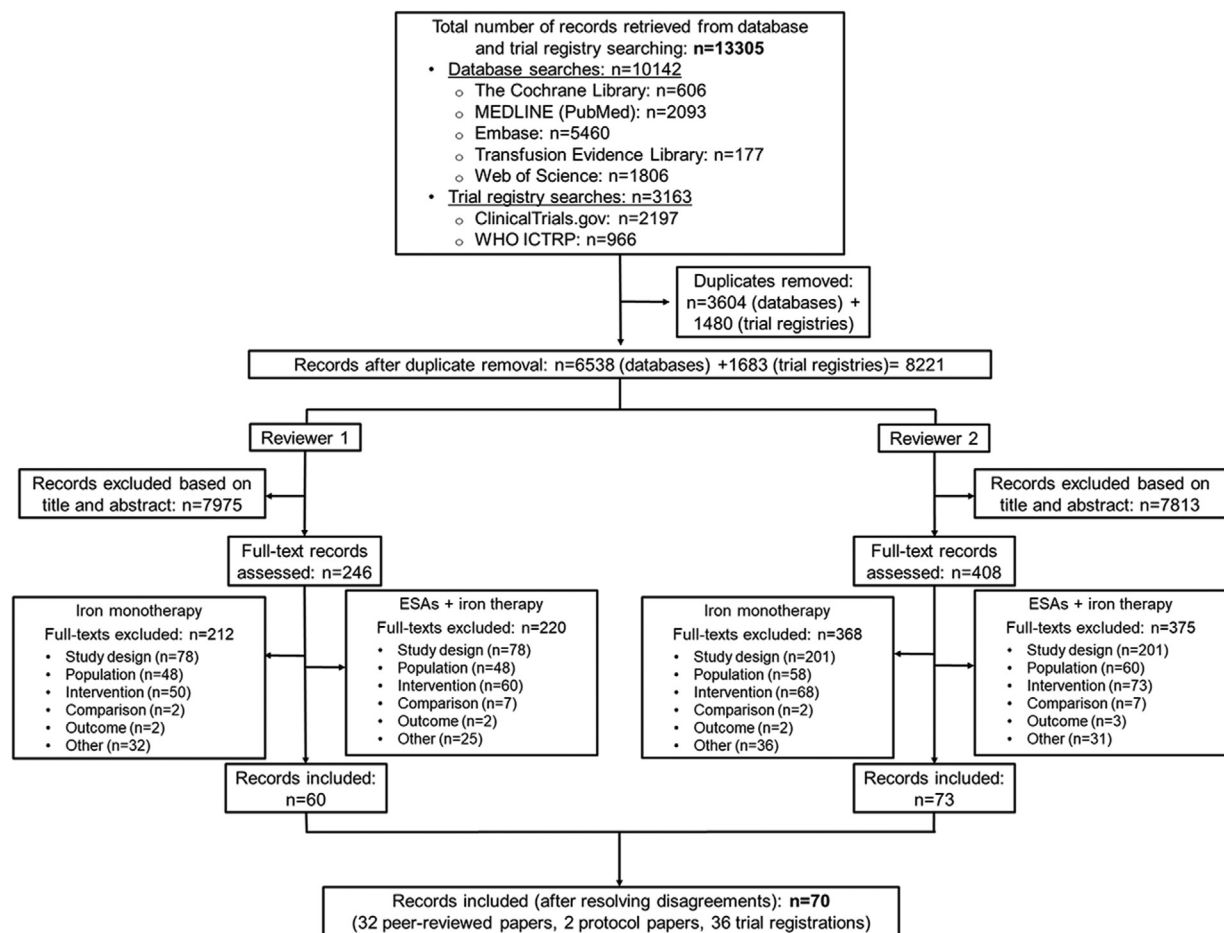 Total number of records retrieved from database
and trial registry searching: n=13305
• Database searches: n=10142
o The Cochrane Library: n=606
o MEDLINE (PubMed): n=2093
o Embase: n=5460
o Transfusion Evidence Library: n=177
o Web of Science: n=1806
• Trial registry searches: n=3163
o ClinicalTrials.gov: n=2197
o WHO ICTRP: n=966
Duplicates removed:
n=3604 (databases) +
1480 (trial registries)
Records after duplicate removal: n=6538 (databases) +1683 (trial registries)= 8221
Reviewer 1
Reviewer 2
Records excluded based on
title and abstract: n=7975
Records excluded based on
title and abstract: n=7813
Full-text records
assessed: n=246
Full-text records
assessed: n=408
Iron monotherapy
Full-texts excluded: n=212
• Study design (n=78)
• Population (n=48)
• Intervention (n=50)
• Comparison (n=2)
• Outcome (n=2)
• Other (n=32)
ESAs + iron therapy
Full-texts excluded: n=220
• Study design (n=78)
• Population (n=48)
• Intervention (n=60)
• Comparison (n=7)
• Outcome (n=2)
• Other (n=25)
Iron monotherapy
Full-texts excluded: n=368
• Study design (n=201)
• Population (n=58)
• Intervention (n=68)
• Comparison (n=2)
• Outcome (n=2)
• Other (n=36)
ESAs + iron therapy
Full-texts excluded: n=375
• Study design (n=201)
• Population (n=60)
• Intervention (n=73)
• Comparison (n=7)
• Outcome (n=3)
• Other (n=31)
Records included:
n=60
Records included:
n=73
Records included (after resolving disagreements): n=70
(32 peer-reviewed papers, 2 protocol papers, 36 trial registrations)